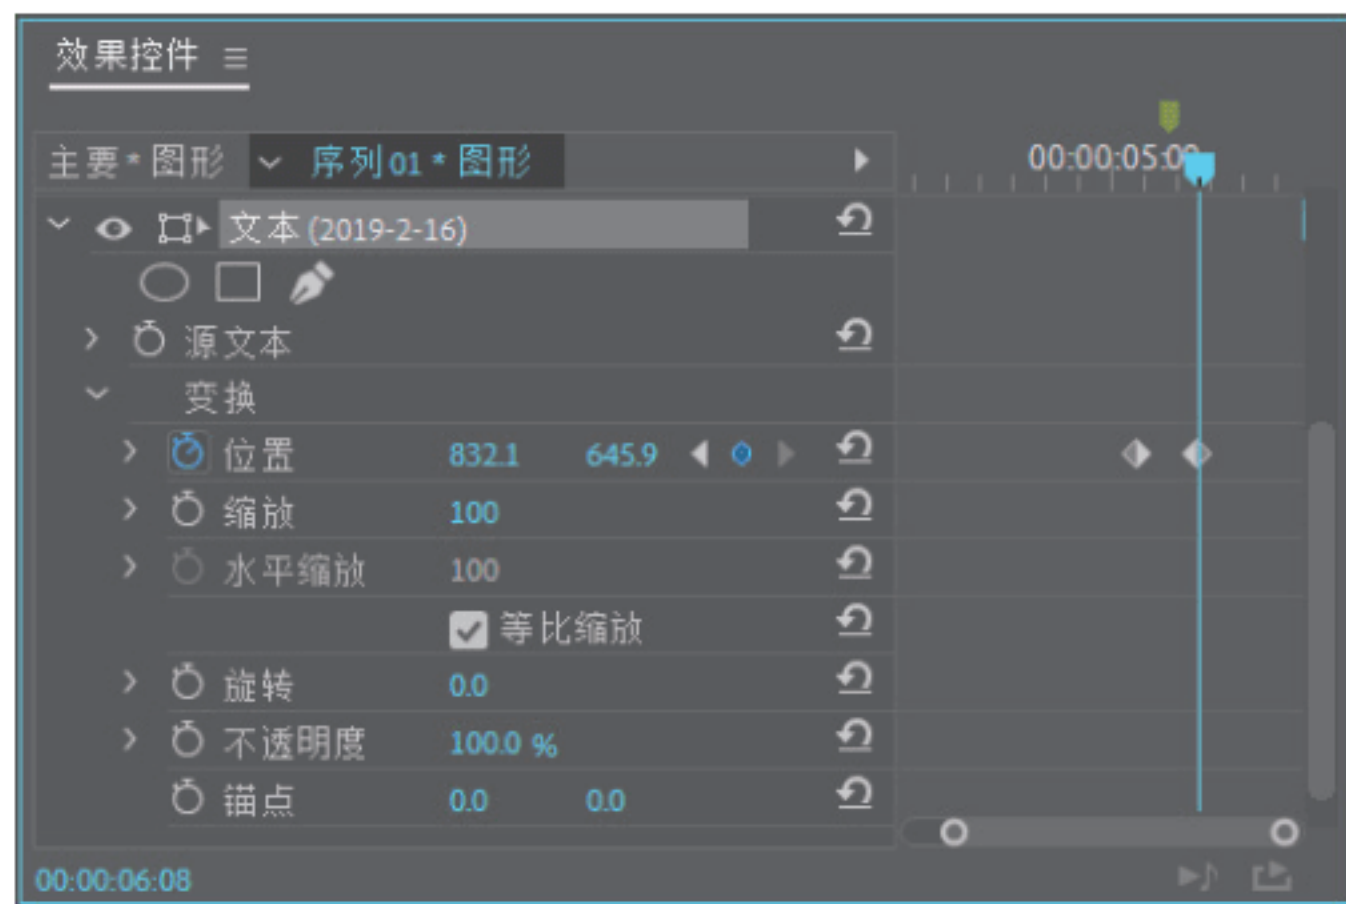 效果控件
00:00:05:0
主要*图形 序列01*图形
文本 (2019-2-16)
源文本
变换
位置 832.1 645.9
缩放 100
水平缩放 100
等比缩放
旋转 0.0
不透明度 100.0 %
锚点 0.0 0.0
00:00:06:08